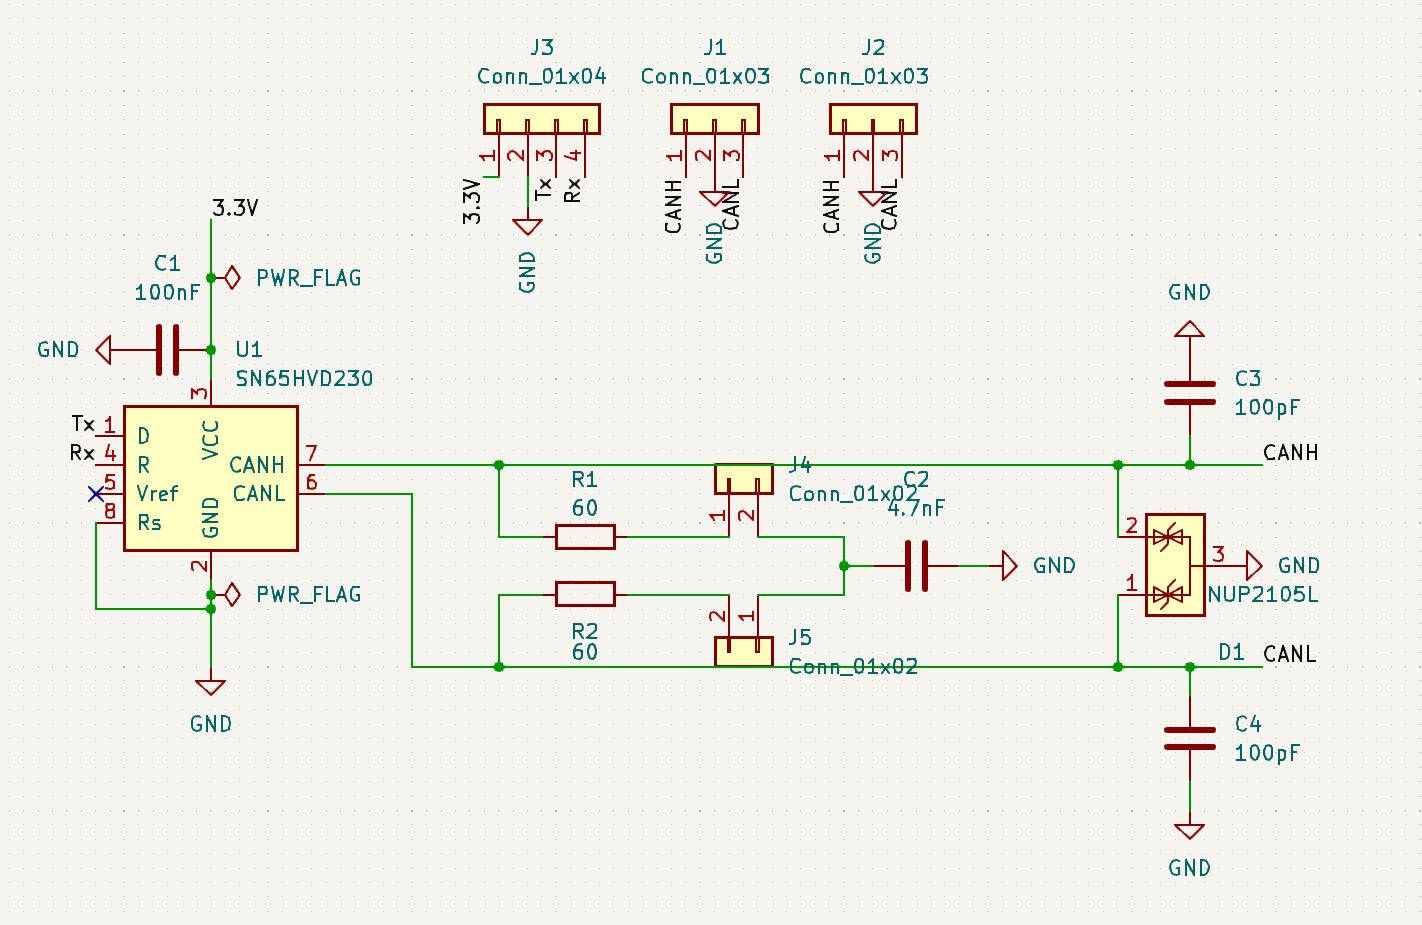 J3
Conn_01x04
1
2
3
4
3.3V
Tx
Rx
GND
J1
Conn_01x03
1
2
3
CANH
GND
CANL
J2
Conn_01x03
1
2
3
CANH
GND
CANL
3.3V
C1
100nF
PWR_FLAG
GND
U1
SN65HVD230
3
Tx
1
D
VCC
Rx
4
R
CANH
7
5
Vref
CANL
6
8
Rs
GND
2
PWR_FLAG
GND
R1
60
J4
Conn_01x02
1
2
C2
4.7nF
GND
R2
60
2
1
J5
Conn_01x02
GND
C3
100pF
CANH
2
1
3
GND
NUP2105L
D1
CANL
C4
100pF
GND